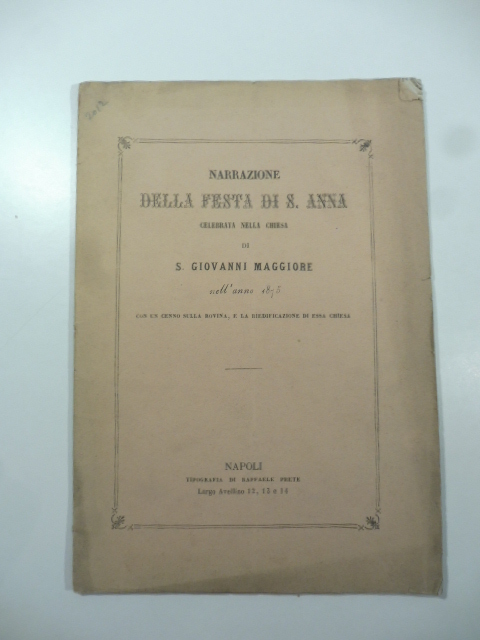 NARRAZIONE
DELLA FESTA DI S. ANNA
CELEBRATA NELLA CHIESA
DI
S. GIOVANNI MAGGIORE
nell'anno
CON UN CENNO SULLA ROVINA, E LA RIEDIFICAZIONE DI ESSA CHIESA
NAPOLI
TIPOGRAFIA DI RAFFAELE PRETE
Largo Avellino 12, 13 e 14